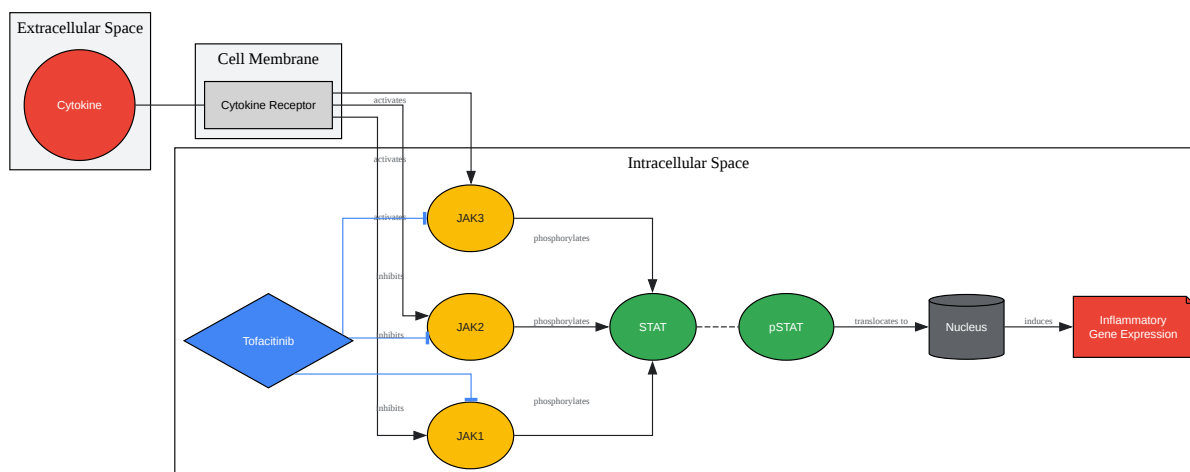 Extracellular Space
Cytokine
Cell Membrane
Cytokine Receptor
activates
activates
activates
Intracellular Space
JAK3
phosphorylates
inhibits
Tofacitinib
JAK2
phosphorylates
inhibits
STAT
pSTAT
translocates to
Nucleus
induces
Inflammatory
Gene Expression
inhibits
JAK1
phosphorylates